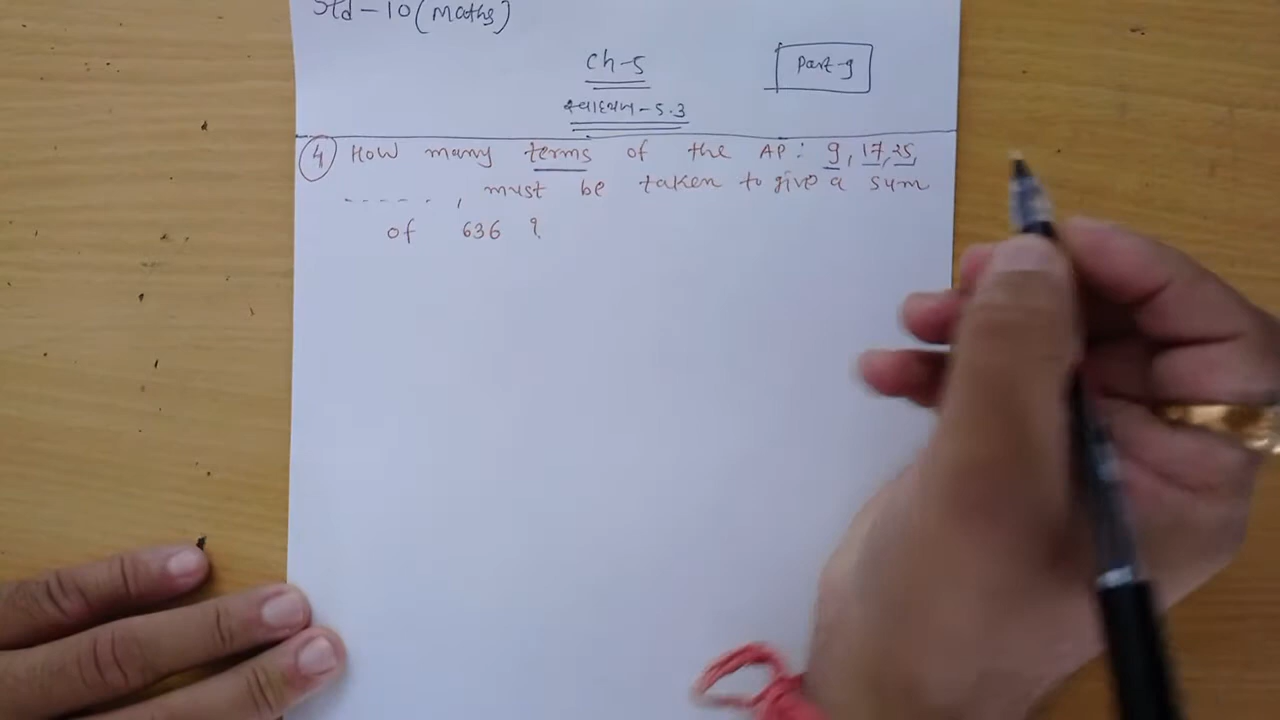 Std - 10 (Maths)
Ch-5
Part-9
સ્વાધ્યાય - 5.3
4 How many terms of the AP: 9, 17, 25,
------, must be taken to give a sum
of 636 ?